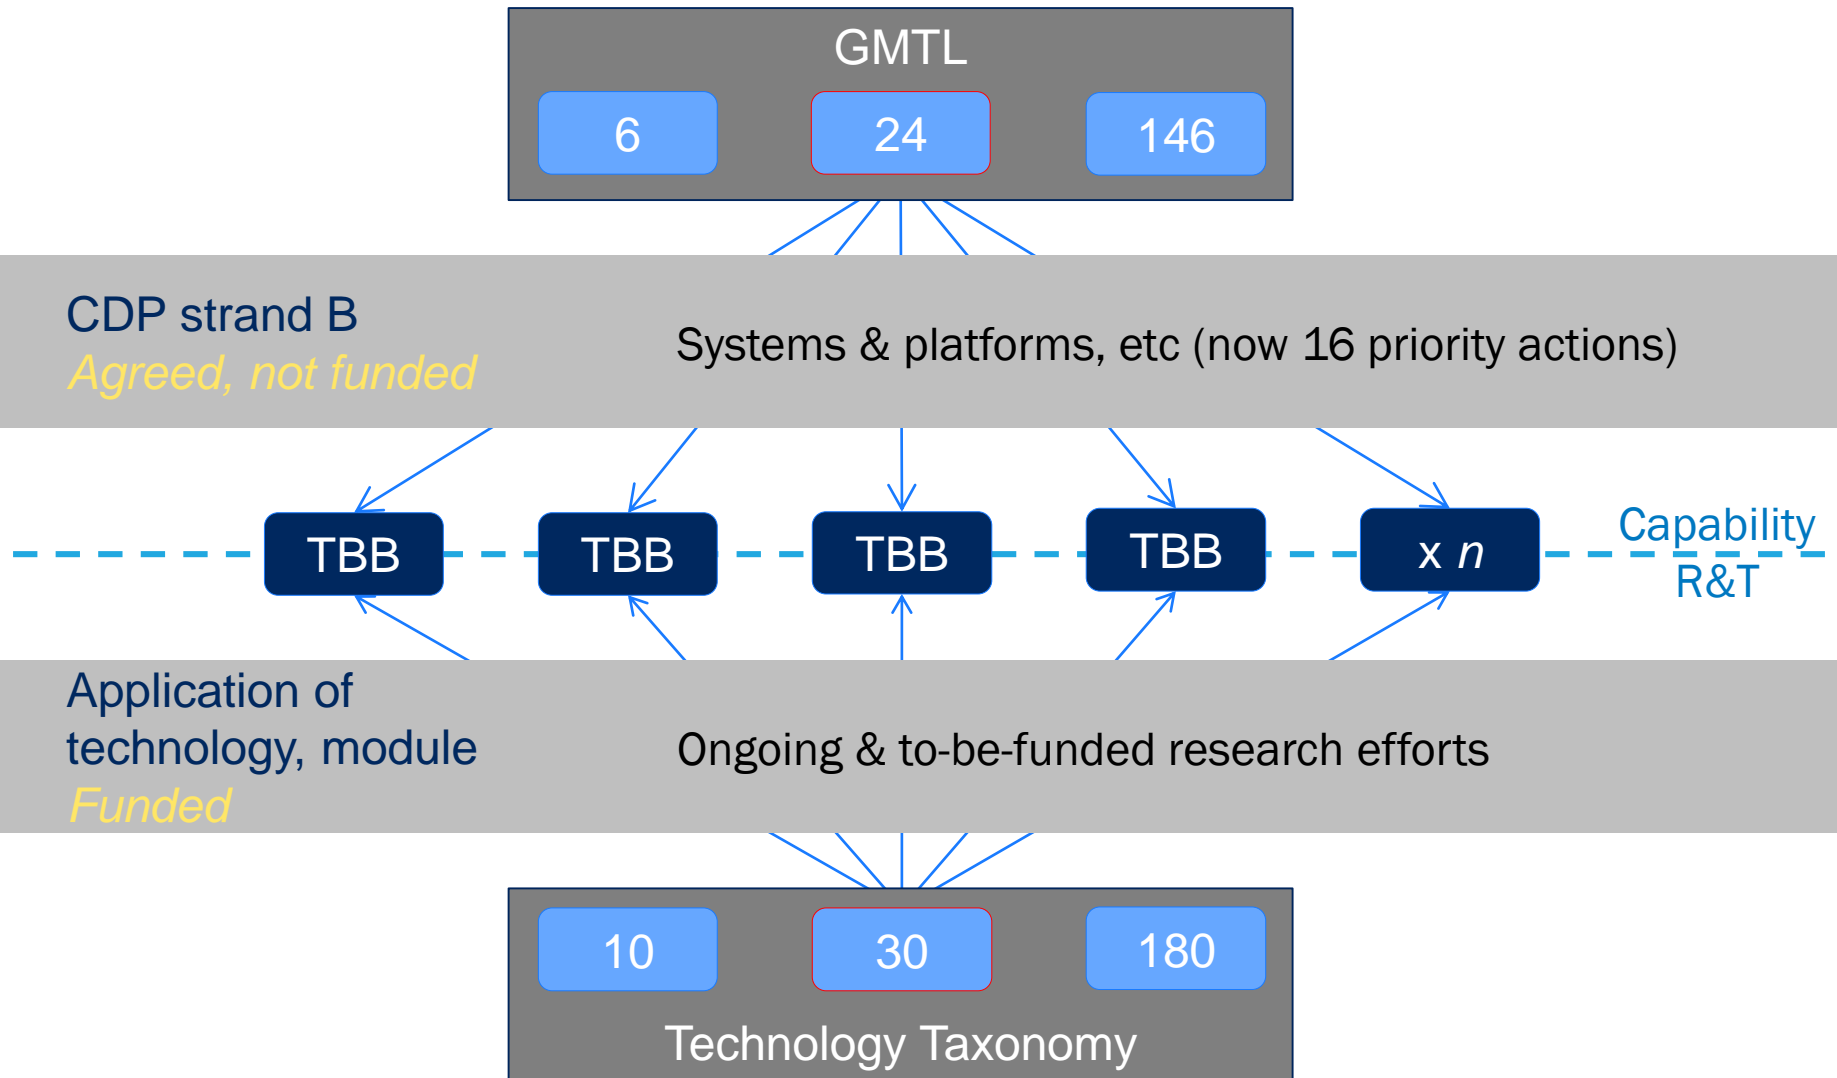 GMTL
6
24
146
CDP strand B
Agreed, not funded
Systems & platforms, etc (now 16 priority actions)
TBB
TBB
TBB
TBB
x n
Capability
R&T
Application of
technology, module
Funded
Ongoing & to-be-funded research efforts
10
30
180
Technology Taxonomy